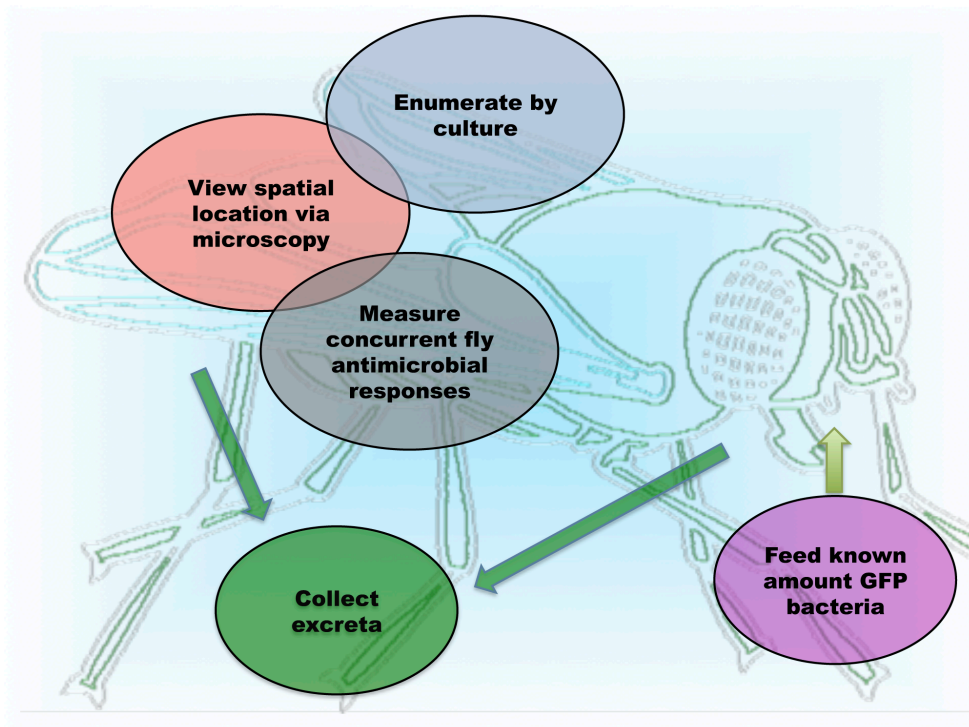 Enumerate by
culture
View spatial
location via
microscopy
Measure
concurrent fly
antimicrobial
responses
Collect
excreta
Feed known
amount GFP
bacteria